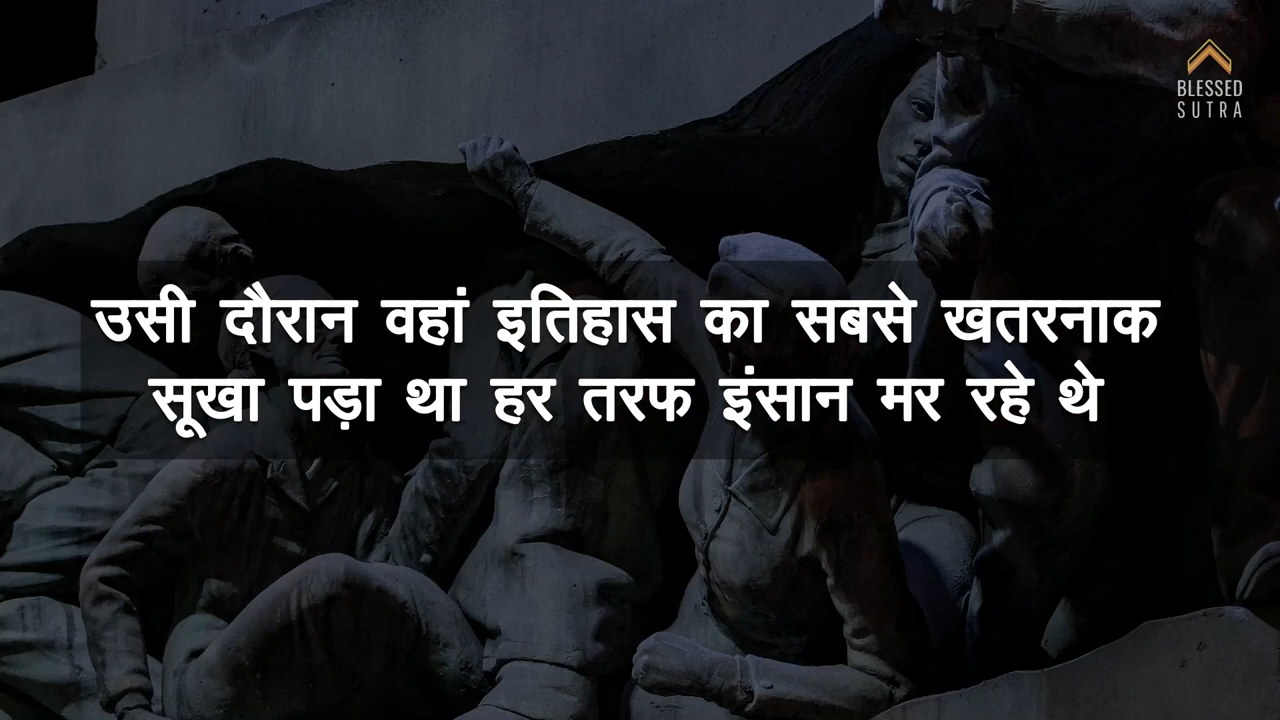 BLESSED
SUTRA
उसी दौरान वहां इतिहास का सबसे खतरनाक
सूखा पड़ा था हर तरफ इंसान मर रहे थे